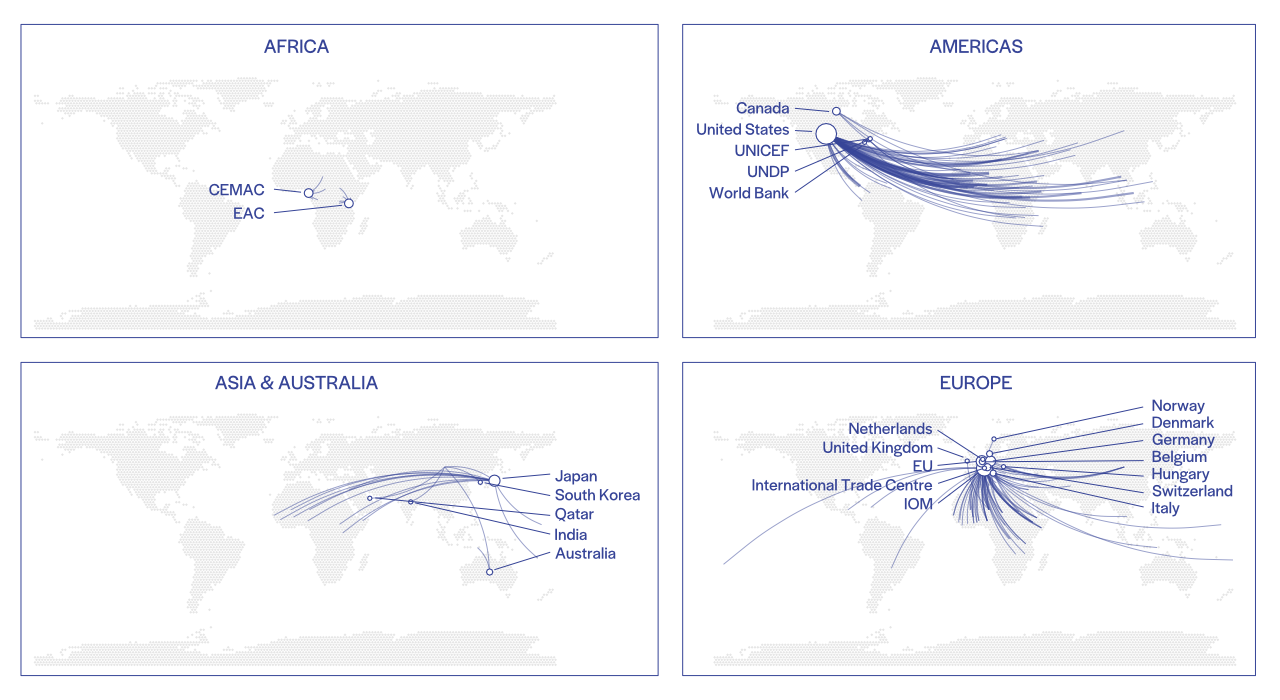 AFRICA
CEMAC
EAC
AMERICAS
Canada
United States
UNICEF
UNDP
World Bank
ASIA & AUSTRALIA
Japan
South Korea
Qatar
India
Australia
EUROPE
Netherlands
United Kingdom
EU
International Trade Centre
IOM
Norway
Denmark
Germany
Belgium
Hungary
Switzerland
Italy